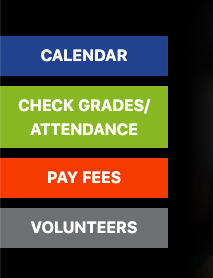 CALENDAR
CHECK GRADES/
ATTENDANCE
PAY FEES
VOLUNTEERS